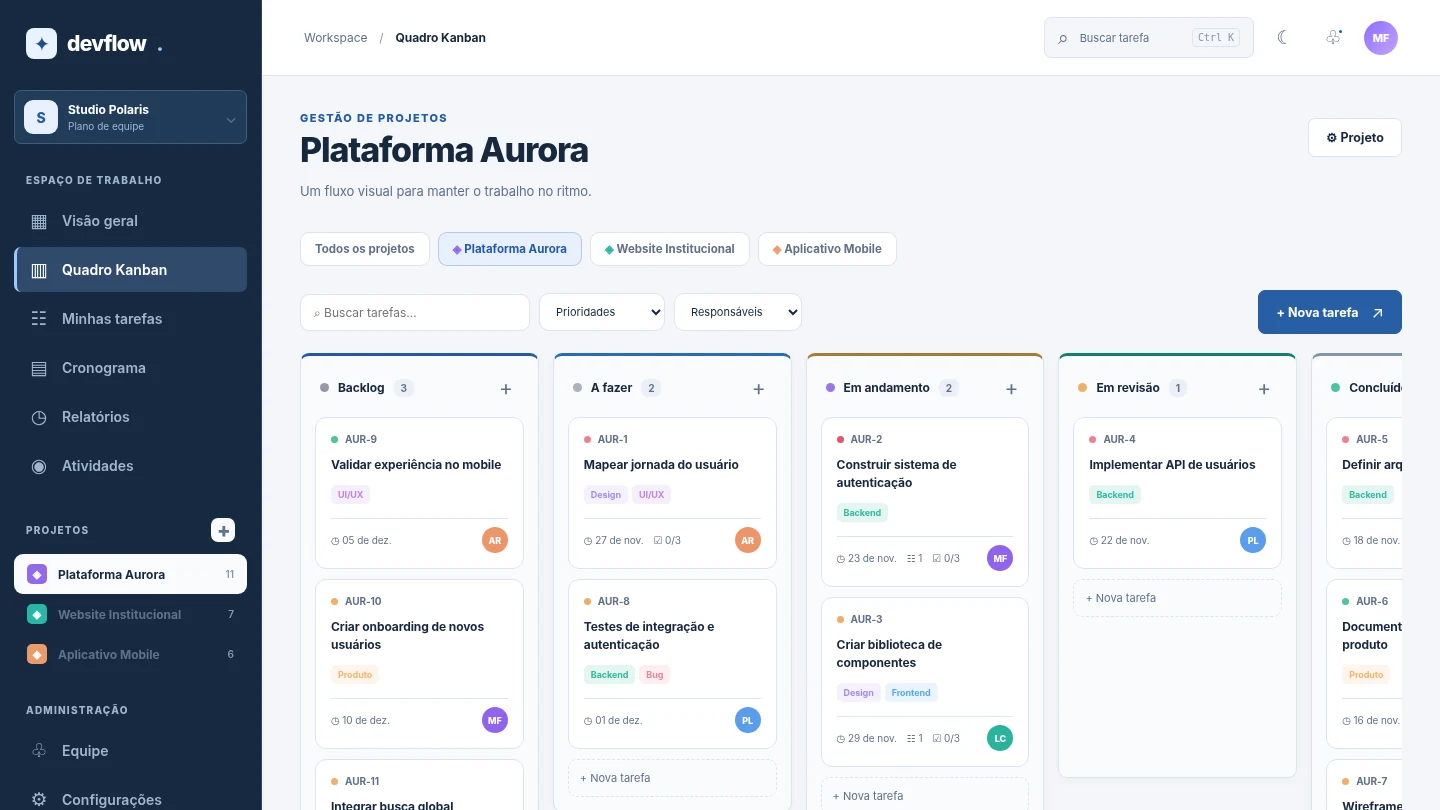 devflow .
Studio Polaris
Plano de equipe
ESPAÇO DE TRABALHO
Visão geral
Quadro Kanban
Minhas tarefas
Cronograma
Relatórios
Atividades
PROJETOS
Plataforma Aurora 11
Website Institucional 7
Aplicativo Mobile 6
ADMINISTRAÇÃO
Equipe
Configurações
Workspace / Quadro Kanban
Buscar tarefa Ctrl K
MF
GESTÃO DE PROJETOS
Plataforma Aurora
Um fluxo visual para manter o trabalho no ritmo.
Projeto
Todos os projetos
Plataforma Aurora
Website Institucional
Aplicativo Mobile
Buscar tarefas...
Prioridades
Responsáveis
+ Nova tarefa
Backlog 3 +
AUR-9
Validar experiência no mobile
UI/UX
05 de dez. AR
AUR-10
Criar onboarding de novos
usuários
Produto
10 de dez. MF
AUR-11
Integrar busca global
A fazer 2 +
AUR-1
Mapear jornada do usuário
Design UI/UX
27 de nov. 0/3 AR
AUR-8
Testes de integração e
autenticação
Backend Bug
01 de dez. PL
+ Nova tarefa
Em andamento 2 +
AUR-2
Construir sistema de
autenticação
Backend
23 de nov. 1 0/3 MF
AUR-3
Criar biblioteca de
componentes
Design Frontend
29 de nov. 1 0/3 LC
+ Nova tarefa
Em revisão 1 +
AUR-4
Implementar API de usuários
Backend
22 de nov. PL
+ Nova tarefa
Concluíd
AUR-5
Definir arq
Backend
18 de nov.
AUR-6
Document
produto
Produto
16 de nov.
AUR-7
Wireframe
S